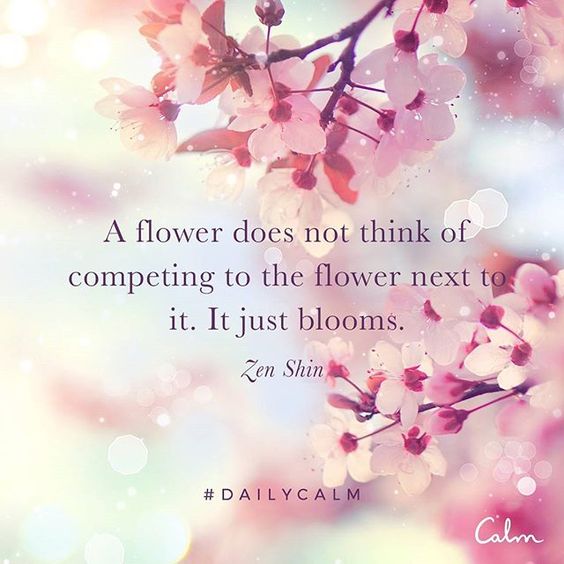 A flower does not think of
competing to the flower next to
it. It just blooms.
Zen Shin
#DAILYCALM
Calm